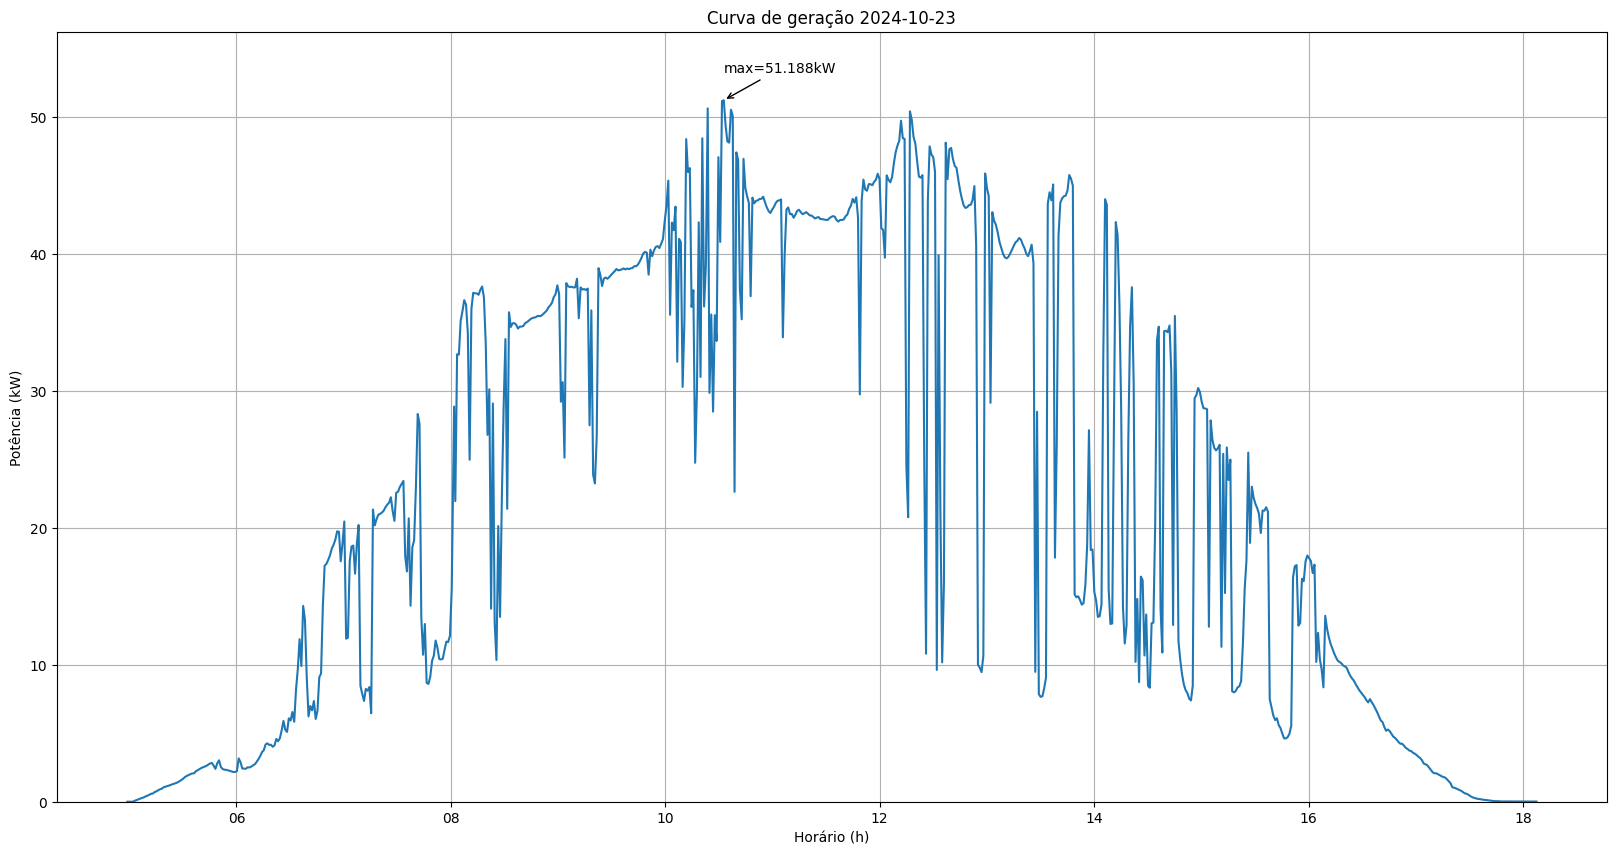 Curva de geração 2024-10-23
max=51.188kW
Potência (kW)
50
40
30
20
10
0
06 08 10 12 14 16 18
Horário (h)